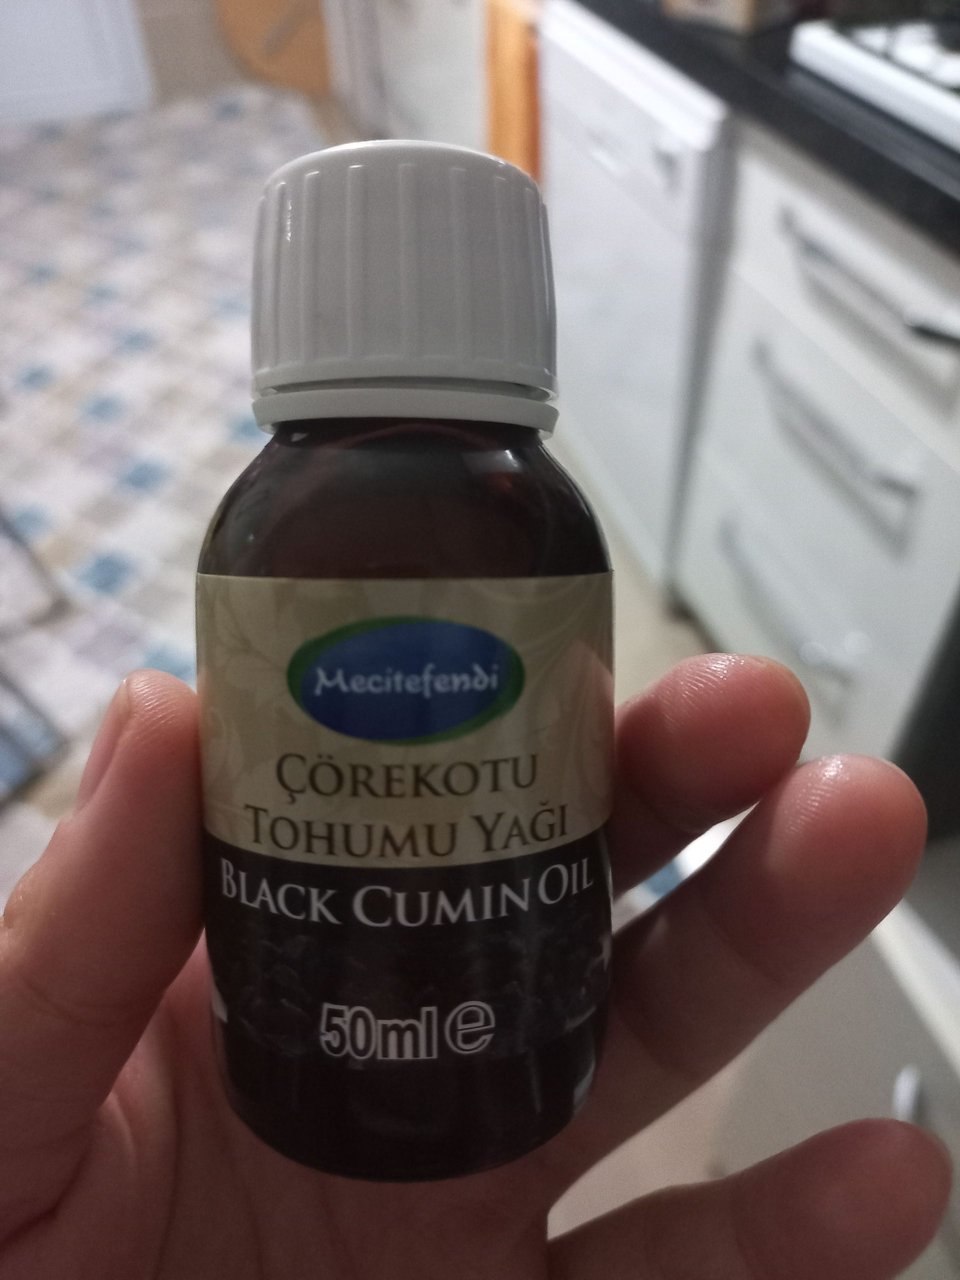 Mecitefendi
ÇÖREKOTU
TOHUMU YAĞI
BLACK CUMIN OIL
50ml e